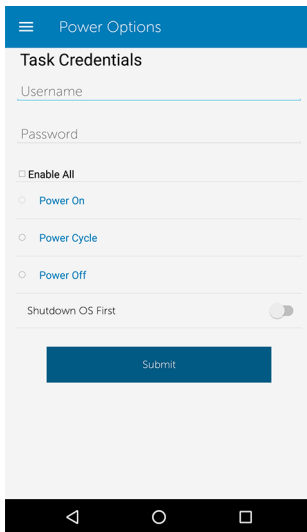 Power Options
Task Credentials
Username
Password
Enable All
Power On
Power Cycle
Power Off
Shutdown OS First
Submit